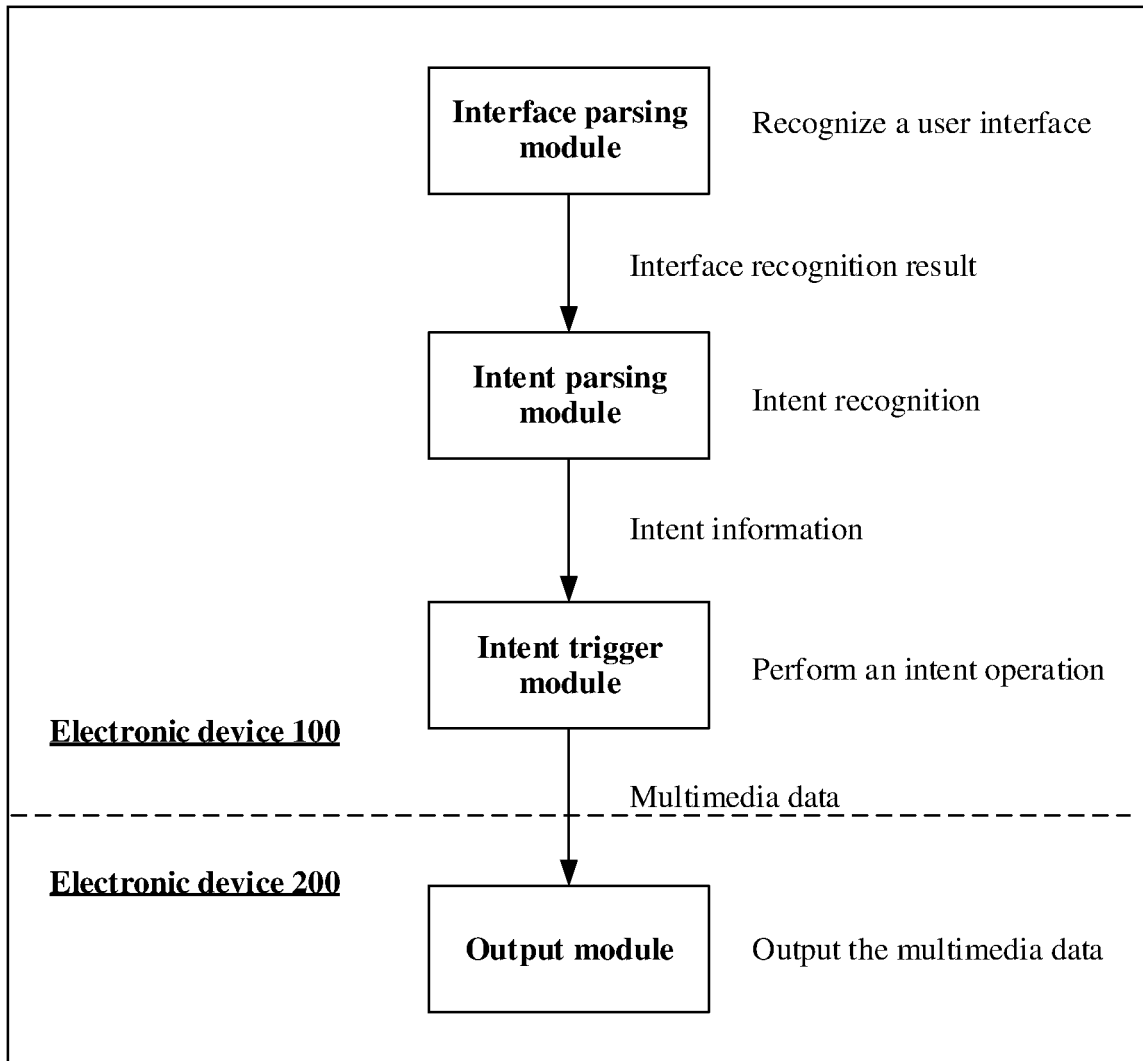 Interface parsing
module
Recognize a user interface
Interface recognition result
Intent parsing
module
Intent recognition
Intent information
Intent trigger
module
Perform an intent operation
Electronic device 100
Multimedia data
Electronic device 200
Output module
Output the multimedia data